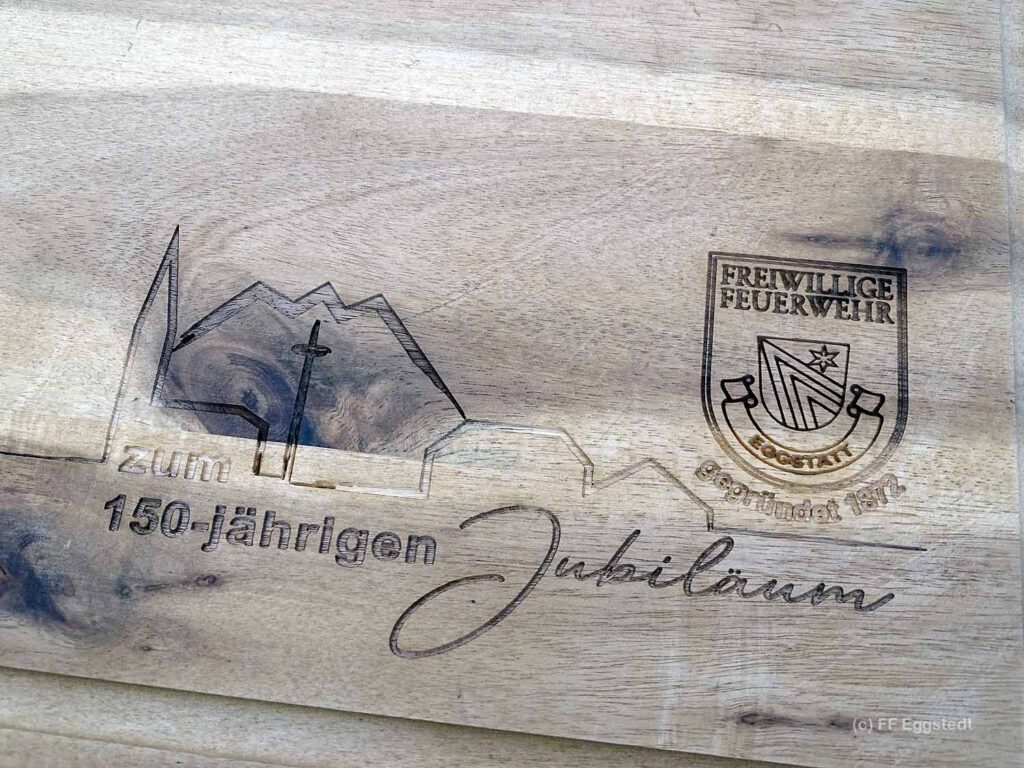 FREIWILLIGE
FEUERWEHR
EGGSTATT
gegründet 1872
zum
150-jährigen
Jubiläum
(c) FF Eggstedt